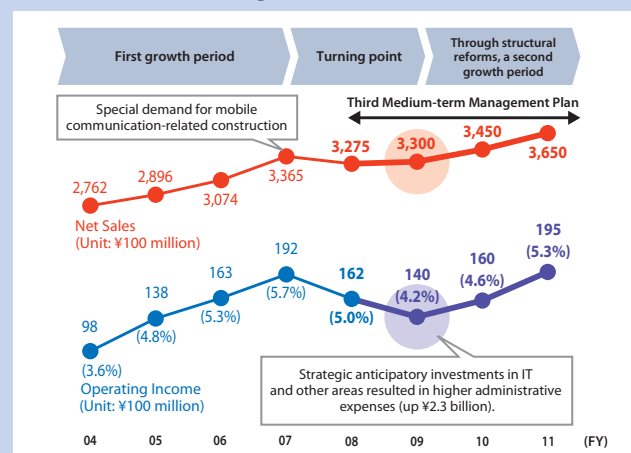 First growth period
Turning point
Through structural
reforms, a second
growth period
Third Medium-term Management Plan
Special demand for mobile
communication-related construction
2,762
2,896
3,074
3,365
3,275
3,300
3,450
3,650
Net Sales
(Unit: ¥100 million)
98
(3.6%)
138
(4.8%)
163
(5.3%)
192
(5.7%)
162
(5.0%)
140
(4.2%)
160
(4.6%)
195
(5.3%)
Operating Income
(Unit: ¥100 million)
Strategic anticipatory investments in IT
and other areas resulted in higher administrative
expenses (up ¥2.3 billion).
04 05 06 07 08 09 10 11 (FY)